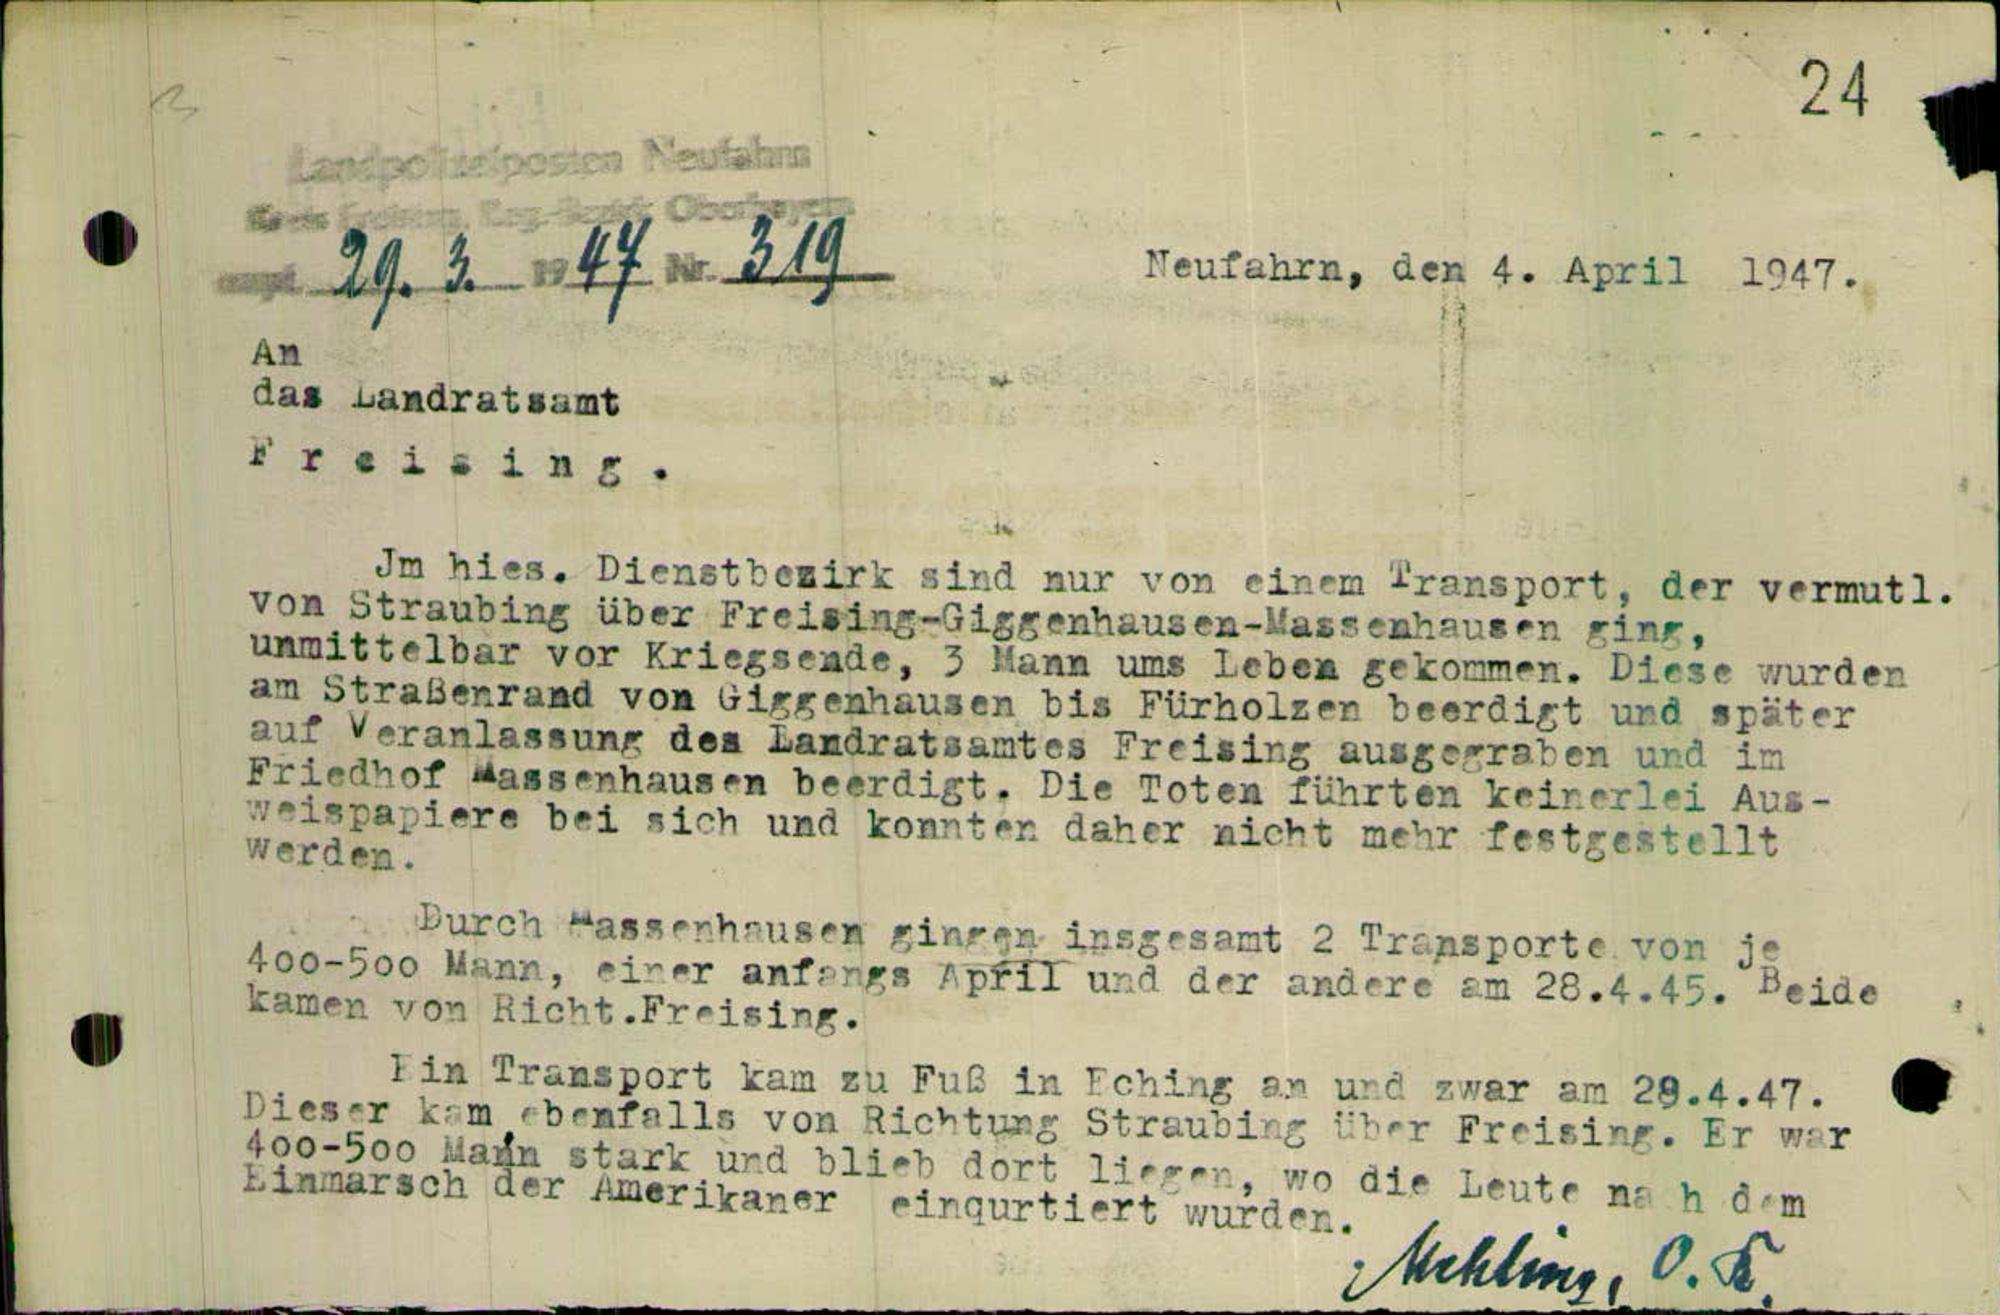 24
Landpolizeiposten Neufahrn
Oberbayern
29. 3. 1947 Nr. 319
Neufahrn, den 4. April 1947.
An
das Landratsamt
Freising.
Jm hies. Dienstbezirk sind nur von einem Transport, der vermutl.
von Straubing über Freising-Giggenhausen-Massenhausen ging,
unmittelbar vor Kriegsende, 3 Mann ums Leben gekommen. Diese wurden
am Straßenrand von Giggenhausen bis Fürholzen beerdigt und später
auf Veranlassung des Landratsamtes Freising ausgegraben und im
Friedhof Massenhausen beerdigt. Die Toten führten keinerlei Aus-
weispapiere bei sich und konnten daher nicht mehr festgestellt
werden.
Durch Massenhausen gingen insgesamt 2 Transporte von je
400-500 Mann, einer anfangs April und der andere am 28.4.45. Beide
kamen von Richt.Freising.
Ein Transport kam zu Fuß in Eching an und zwar am 29.4.47.
Dieser kam ebenfalls von Richtung Straubing über Freising. Er war
400-500 Mann stark und blieb dort liegen, wo die Leute nach dem
Einmarsch der Amerikaner einqurtiert wurden.
Mehling, O. K.